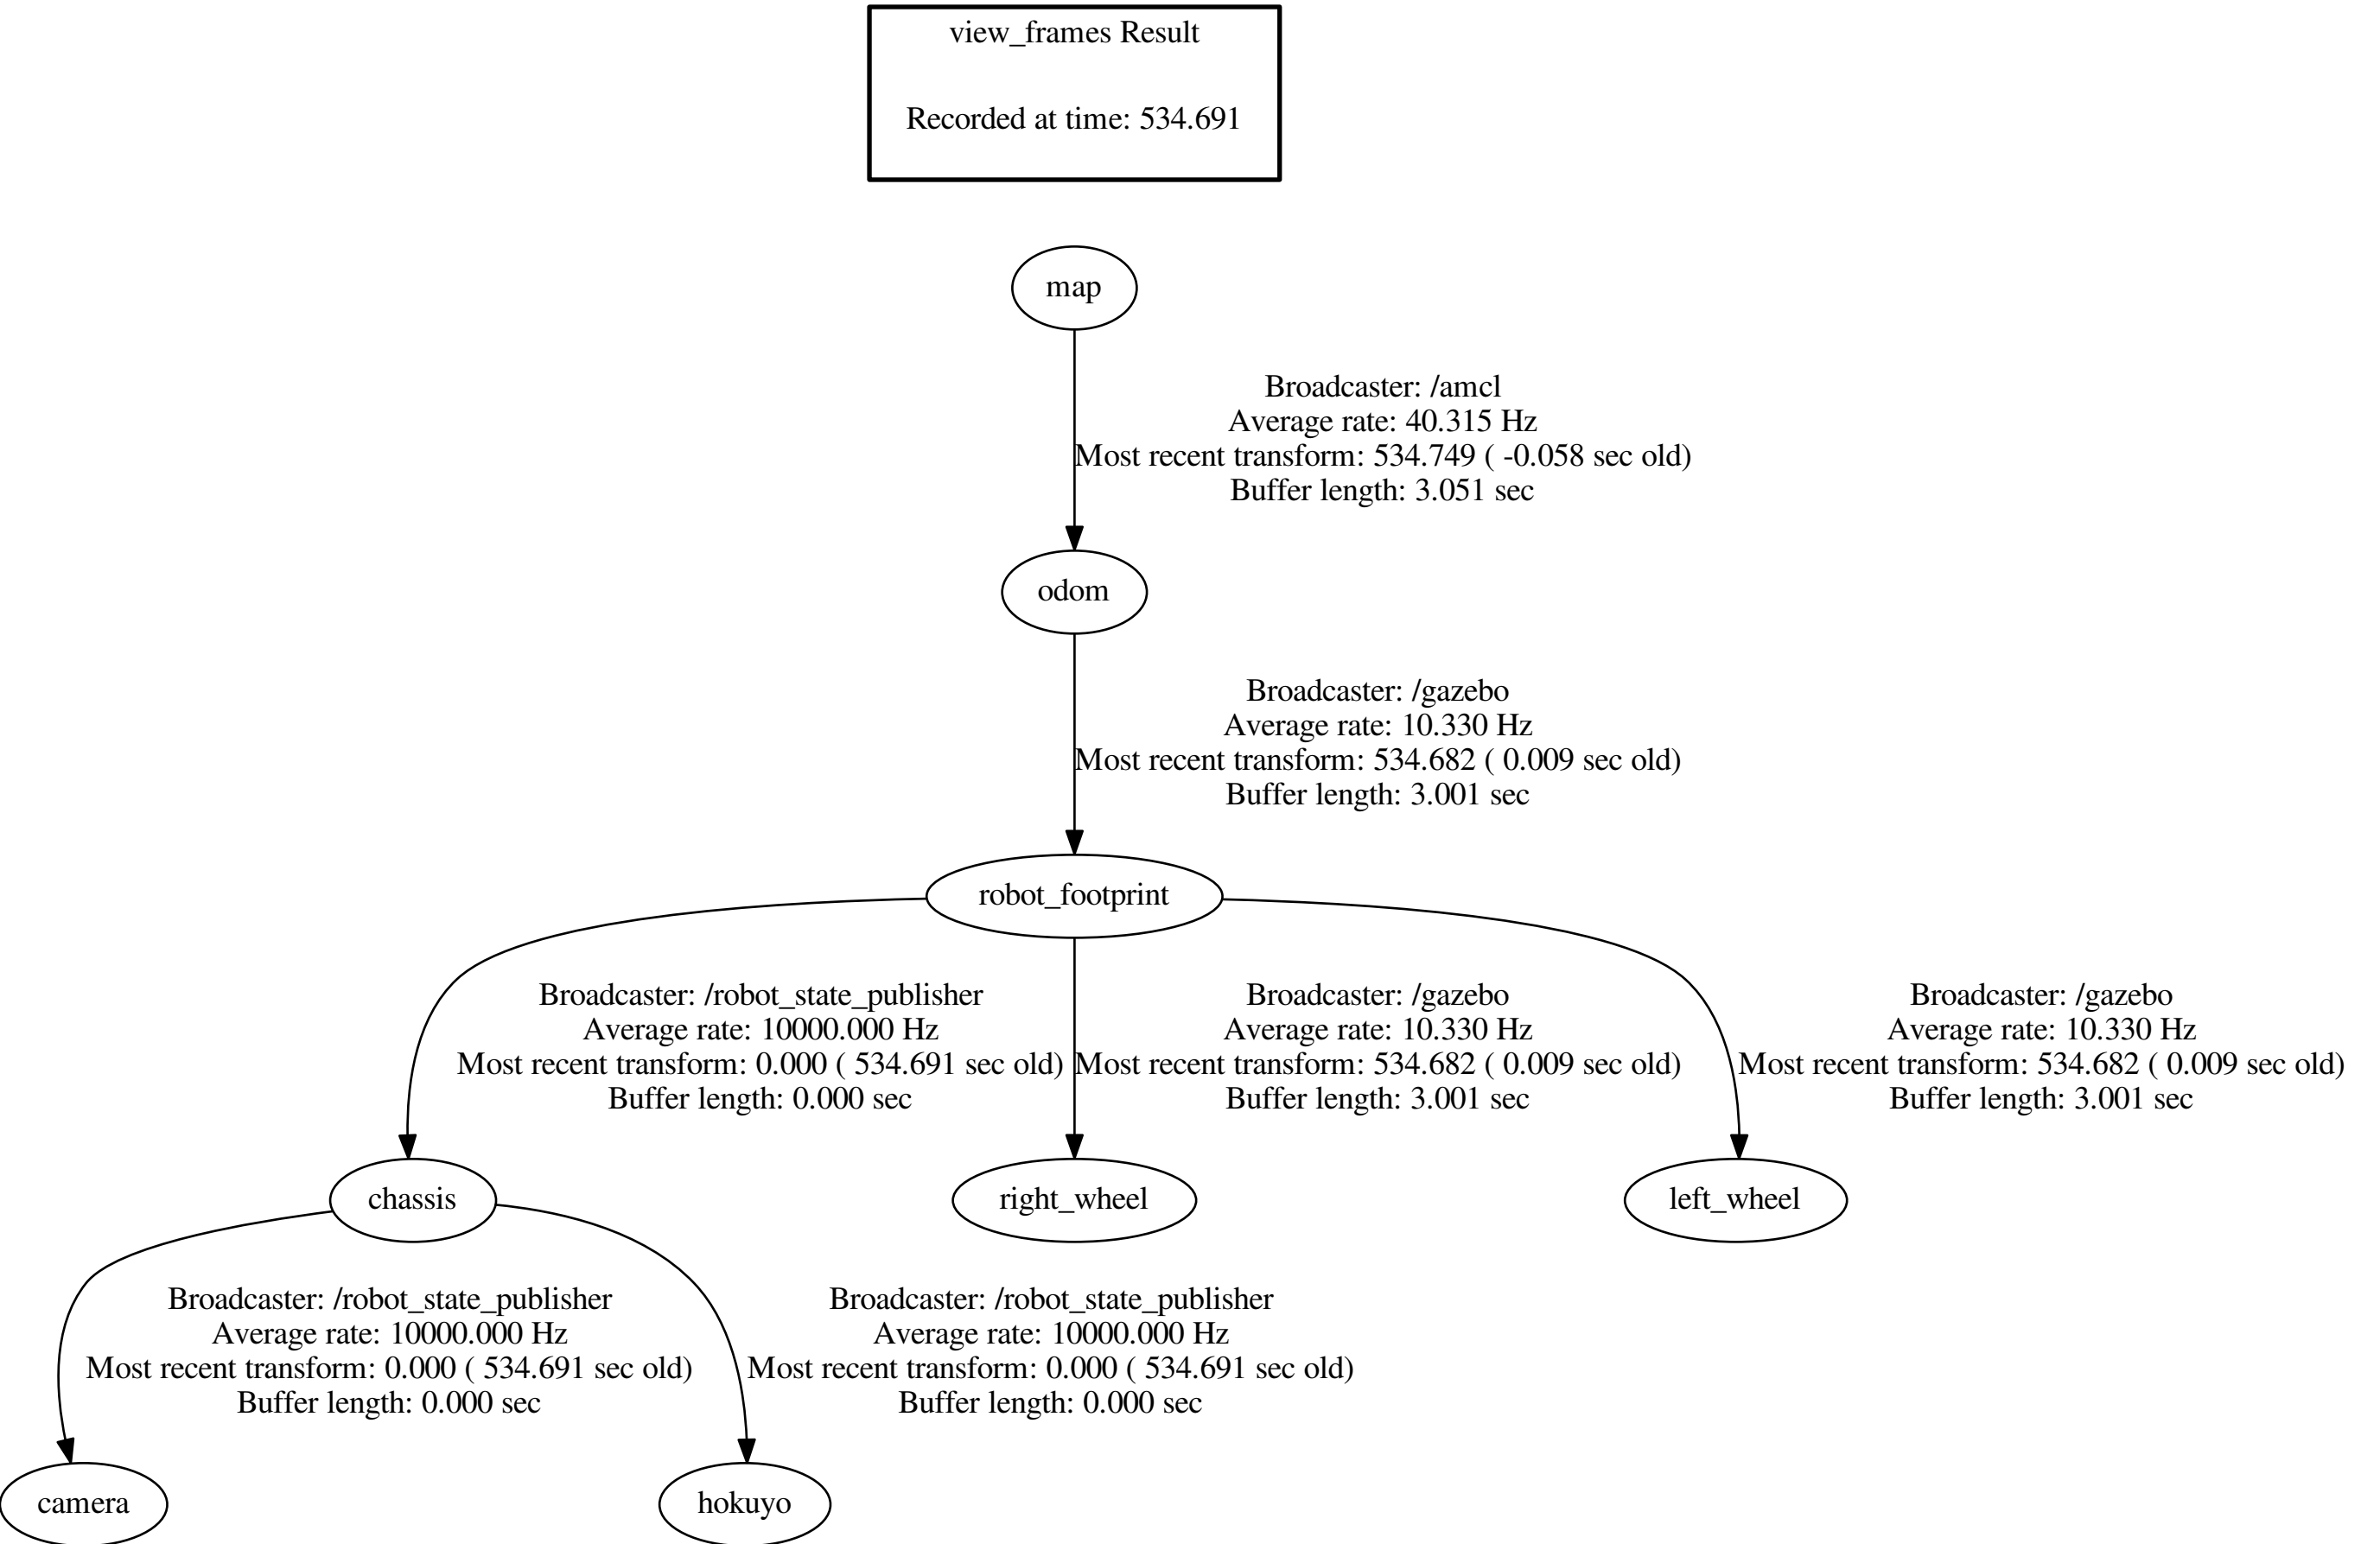 view_frames Result
Recorded at time: 534.691
map
Broadcaster: /amcl
Average rate: 40.315 Hz
Most recent transform: 534.749 ( -0.058 sec old)
Buffer length: 3.051 sec
odom
Broadcaster: /gazebo
Average rate: 10.330 Hz
Most recent transform: 534.682 ( 0.009 sec old)
Buffer length: 3.001 sec
robot_footprint
Broadcaster: /robot_state_publisher
Average rate: 10000.000 Hz
Most recent transform: 0.000 ( 534.691 sec old)
Buffer length: 0.000 sec
Broadcaster: /gazebo
Average rate: 10.330 Hz
Most recent transform: 534.682 ( 0.009 sec old)
Buffer length: 3.001 sec
Broadcaster: /gazebo
Average rate: 10.330 Hz
Most recent transform: 534.682 ( 0.009 sec old)
Buffer length: 3.001 sec
chassis
right_wheel
left_wheel
Broadcaster: /robot_state_publisher
Average rate: 10000.000 Hz
Most recent transform: 0.000 ( 534.691 sec old)
Buffer length: 0.000 sec
Broadcaster: /robot_state_publisher
Average rate: 10000.000 Hz
Most recent transform: 0.000 ( 534.691 sec old)
Buffer length: 0.000 sec
camera
hokuyo